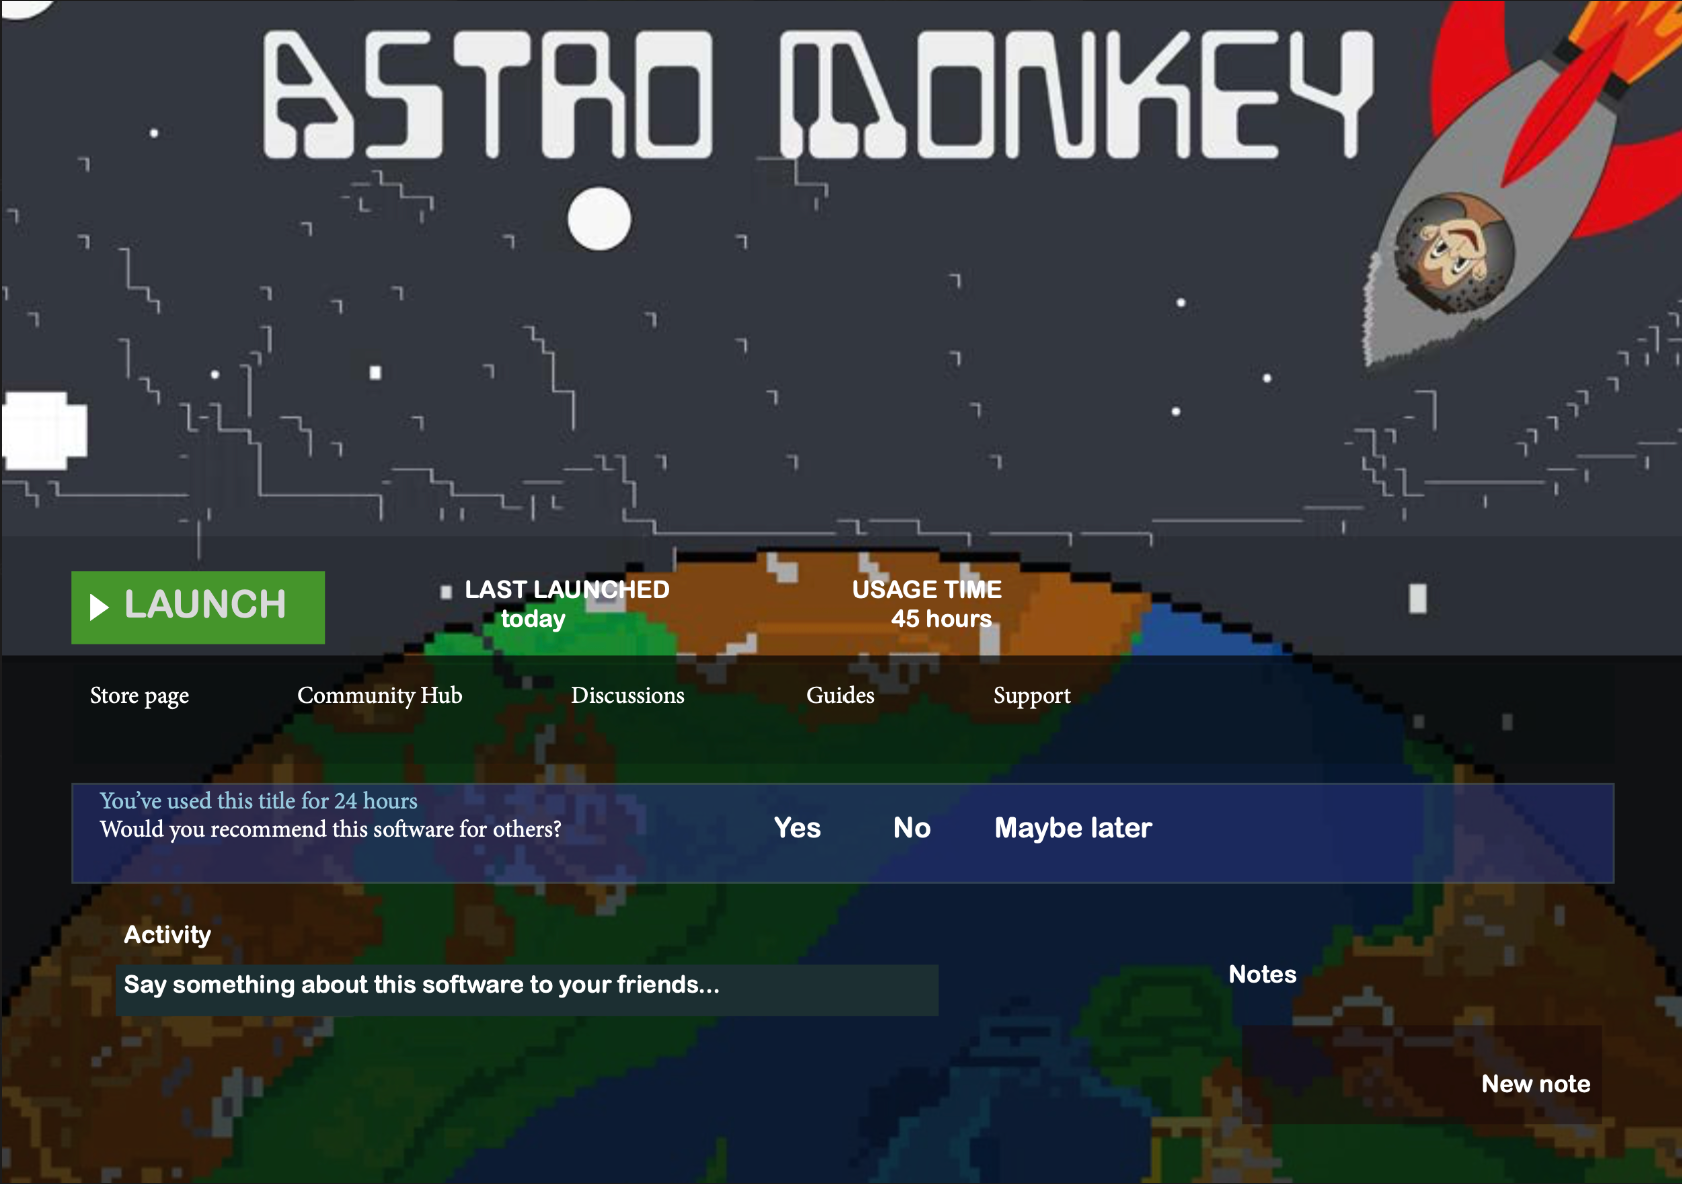 ASTRO MONKEY
LAUNCH
LAST LAUNCHED
today
USAGE TIME
45 hours
Store page
Community Hub
Discussions
Guides
Support
You've used this title for 24 hours
Would you recommend this software for others?
Yes
No
Maybe later
Activity
Say something about this software to your friends...
Notes
New note